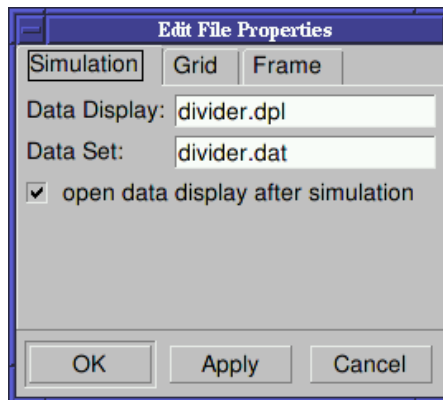 Edit File Properties
Simulation Grid Frame
Data Display: divider.dpl
Data Set: divider.dat
open data display after simulation
OK Apply Cancel